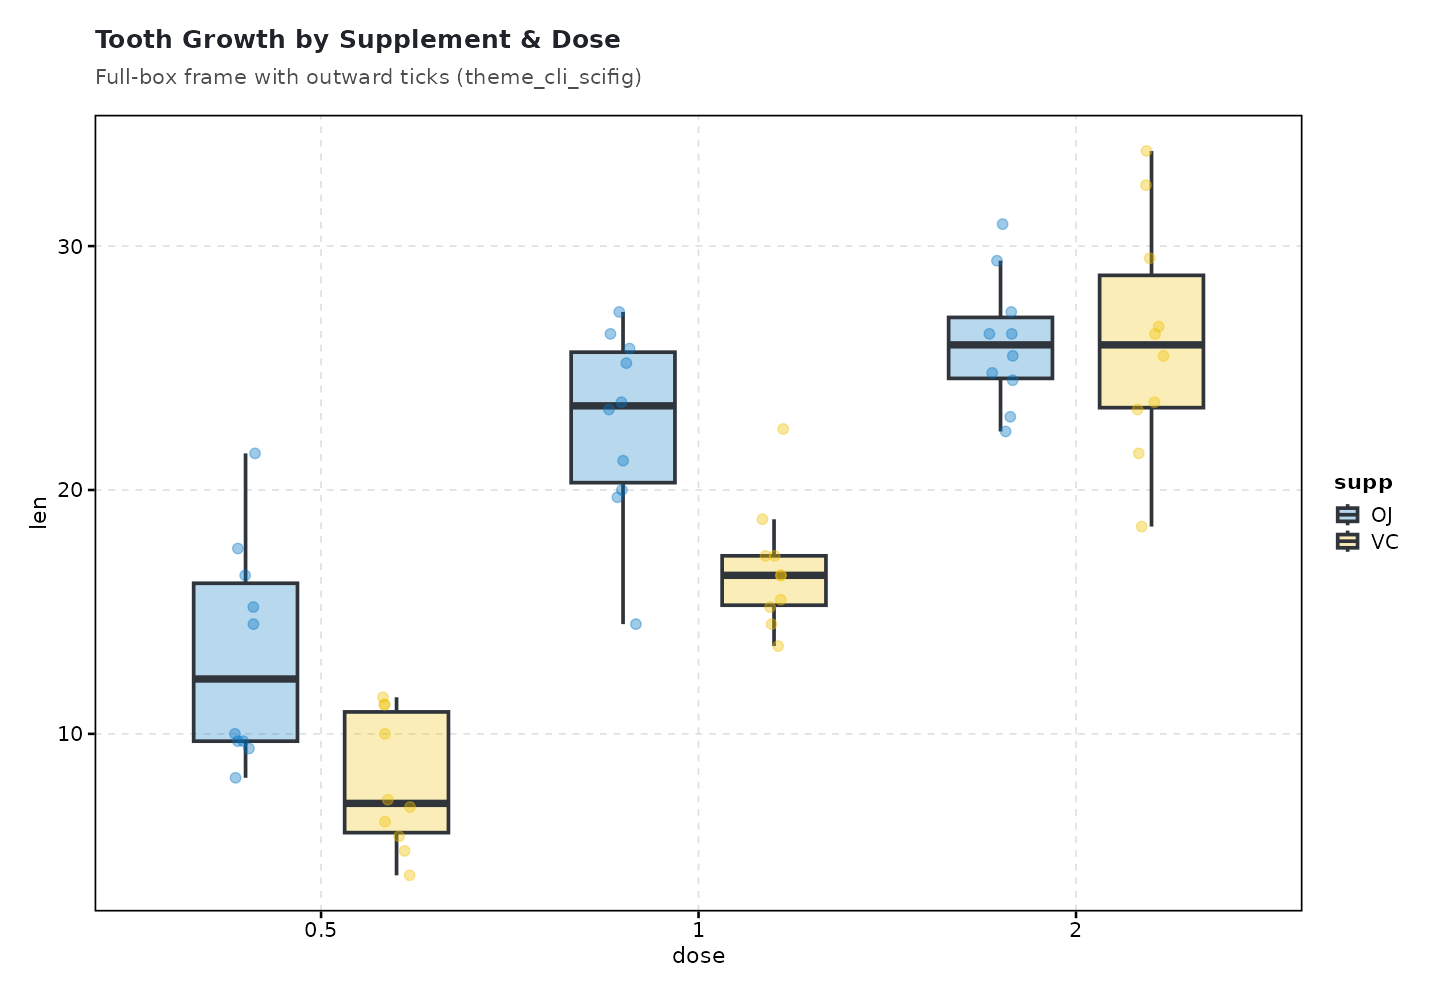 Tooth Growth by Supplement & Dose
Full-box frame with outward ticks (theme_cli_scifig)
30
20
10
len
0.5
1
2
dose
supp
OJ
VC